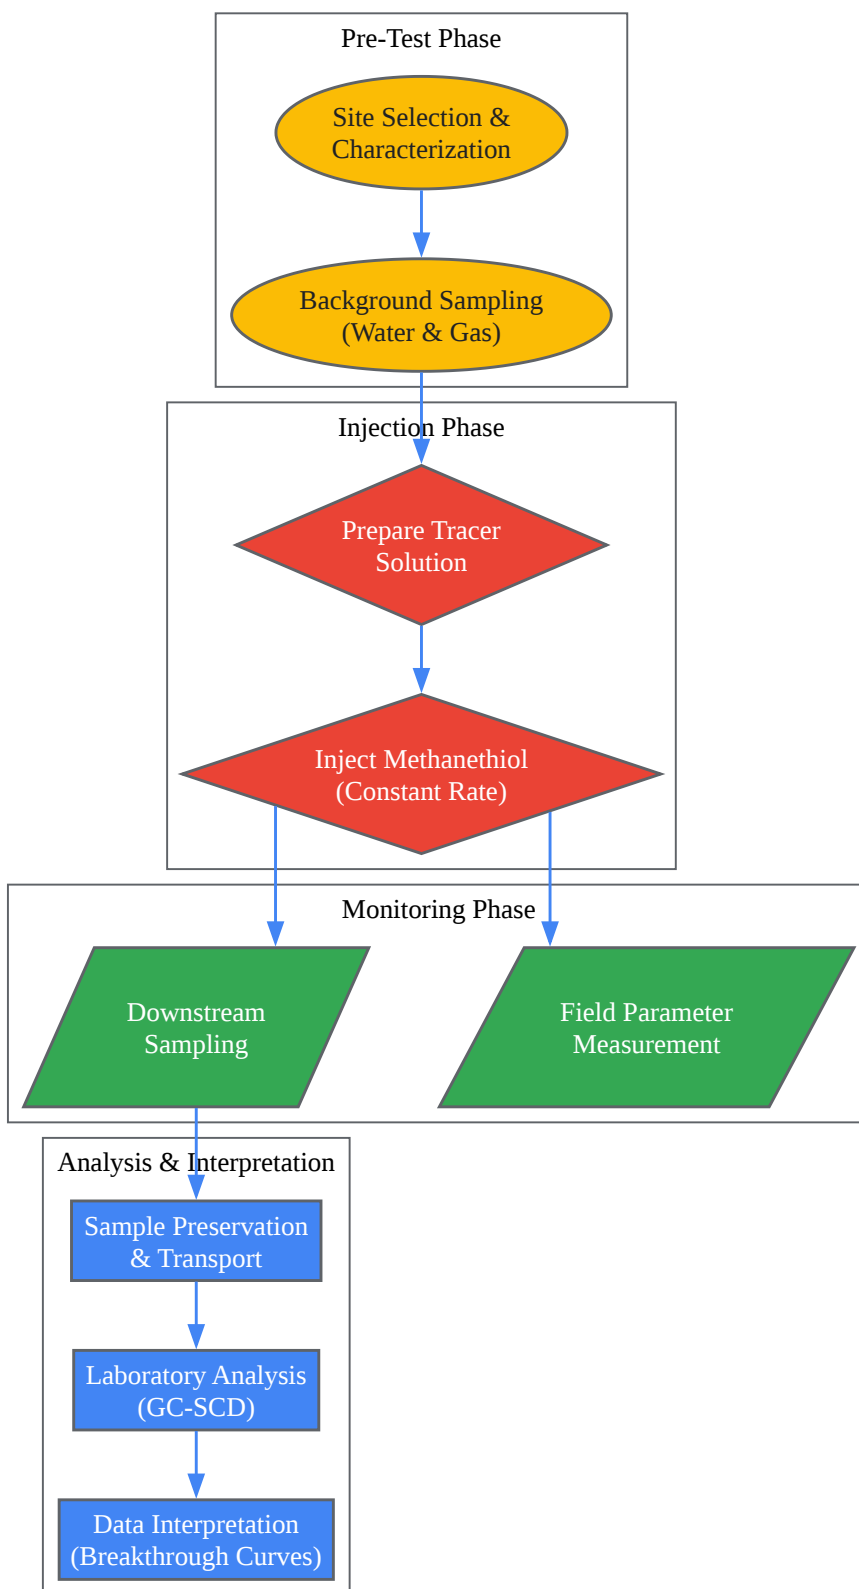 Pre-Test Phase
Site Selection &
Characterization
Background Sampling
(Water & Gas)
Injection Phase
Prepare Tracer
Solution
Inject Methanethiol
(Constant Rate)
Monitoring Phase
Downstream
Sampling
Field Parameter
Measurement
Analysis & Interpretation
Sample Preservation
& Transport
Laboratory Analysis
(GC-SCD)
Data Interpretation
(Breakthrough Curves)